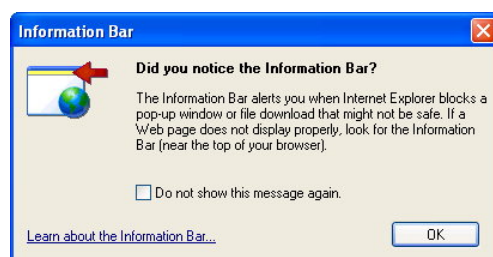 Information Bar
Did you notice the Information Bar?
The Information Bar alerts you when Internet Explorer blocks a
pop-up window or file download that might not be safe. If a
Web page does not display properly, look for the Information
Bar (near the top of your browser).
Do not show this message again.
Learn about the Information Bar...
OK